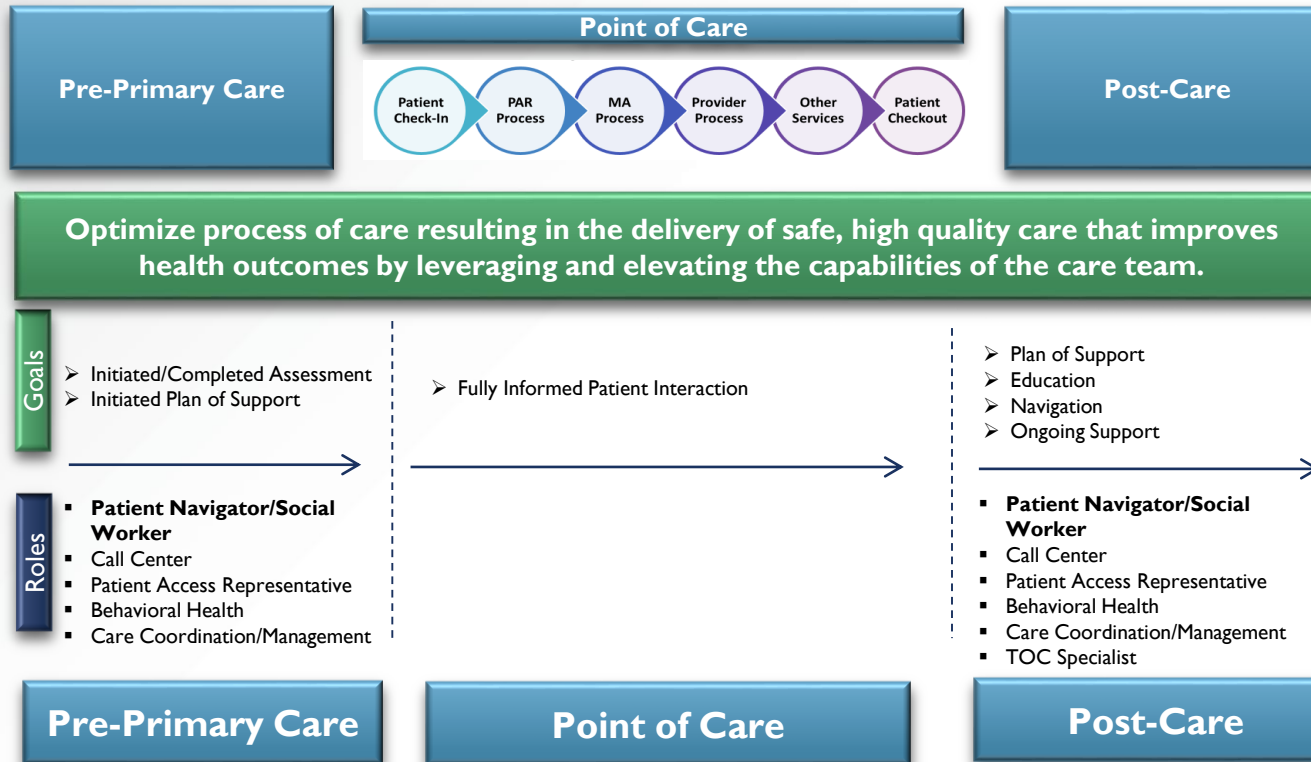 Pre-Primary Care
Point of Care
Patient
Check-In
PAR
Process
MA
Process
Provider
Process
Other
Services
Patient
Checkout
Post-Care
Optimize process of care resulting in the delivery of safe, high quality care that improves
health outcomes by leveraging and elevating the capabilities of the care team.
Goals
➢ Initiated/Completed Assessment
➢ Initiated Plan of Support
➢ Fully Informed Patient Interaction
➢ Plan of Support
➢ Education
➢ Navigation
➢ Ongoing Support
Roles
▪ Patient Navigator/Social
Worker
▪ Call Center
▪ Patient Access Representative
▪ Behavioral Health
▪ Care Coordination/Management
▪ Patient Navigator/Social
Worker
▪ Call Center
▪ Patient Access Representative
▪ Behavioral Health
▪ Care Coordination/Management
▪ TOC Specialist
Pre-Primary Care
Point of Care
Post-Care